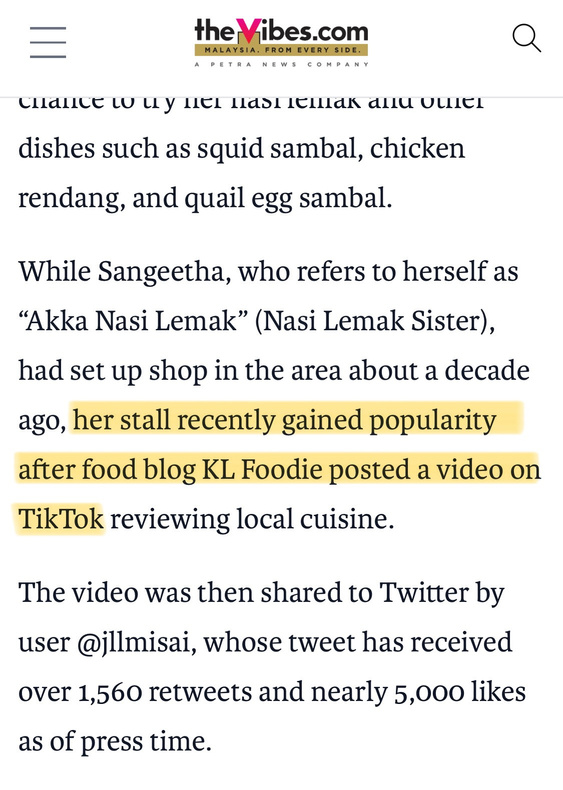 theVibes.com
MALAYSIA. FROM EVERY SIDE.
A PETRA NEWS COMPANY
chance to try her nasi lemak and other
dishes such as squid sambal, chicken
rendang, and quail egg sambal.
While Sangeetha, who refers to herself as
“Akka Nasi Lemak” (Nasi Lemak Sister),
had set up shop in the area about a decade
ago, her stall recently gained popularity
after food blog KL Foodie posted a video on
TikTok reviewing local cuisine.
The video was then shared to Twitter by
user @jllmisai, whose tweet has received
over 1,560 retweets and nearly 5,000 likes
as of press time.